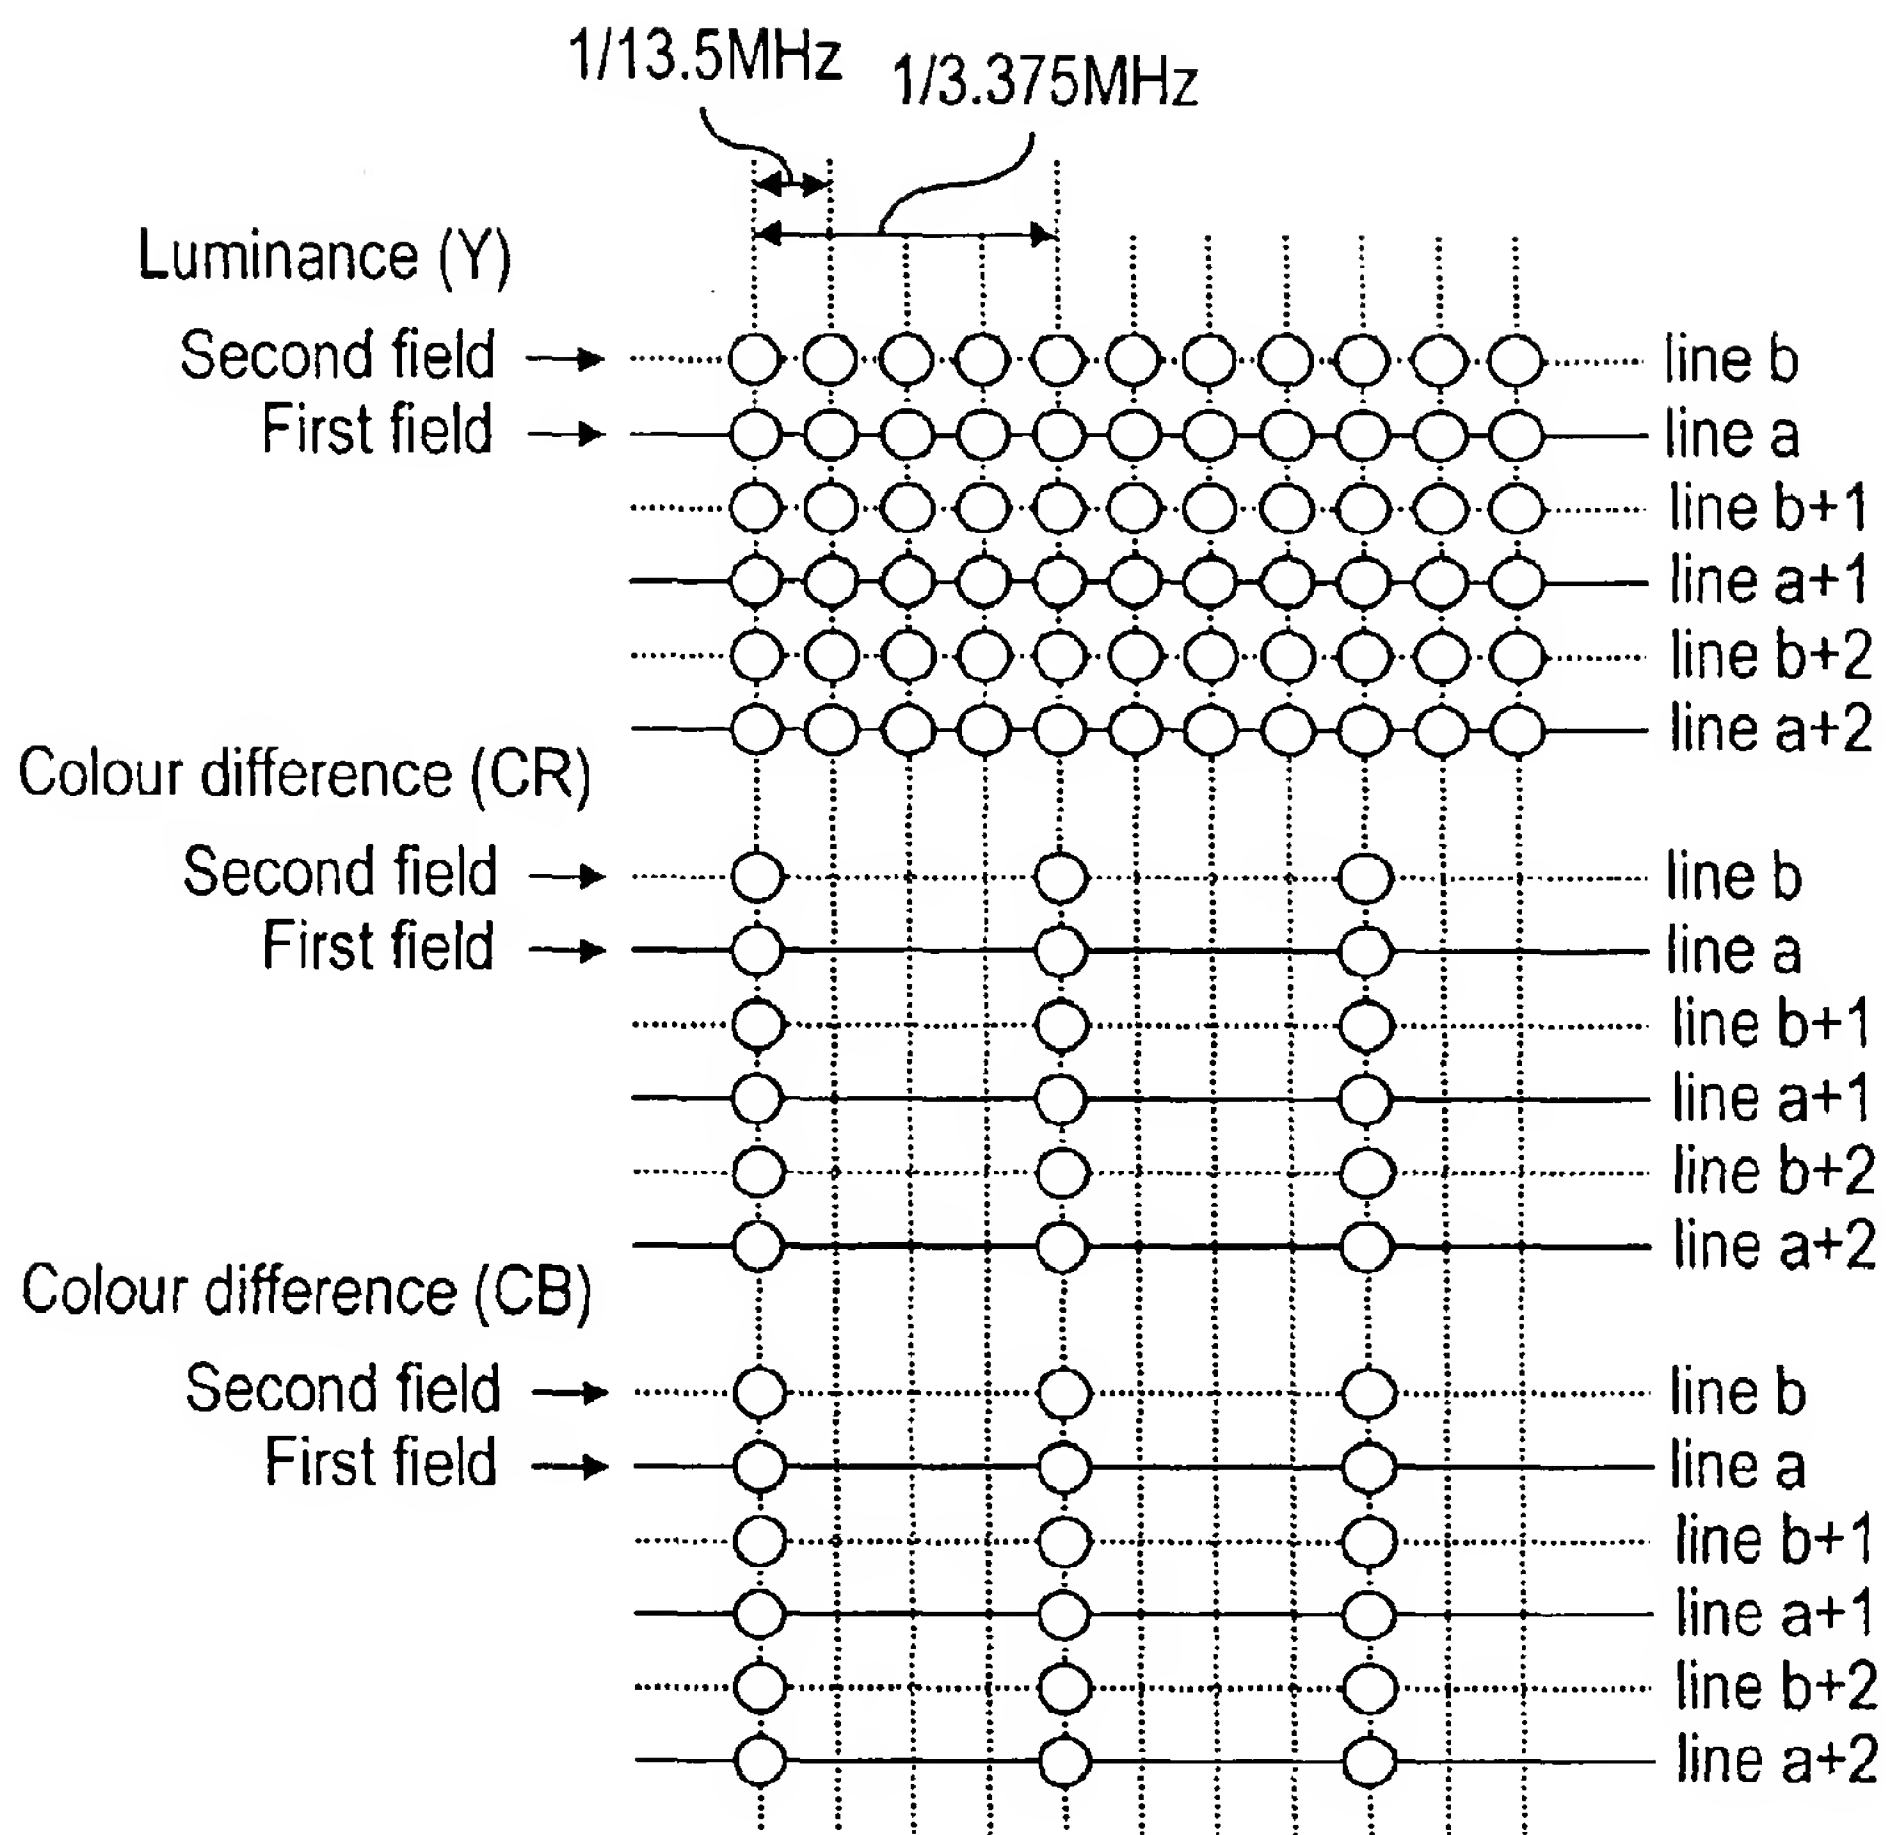 1/13.5MHz
1/3.375MHz
Luminance (Y)
Second field
line b
First field
line a
line b+1
line a+1
line b+2
line a+2
Colour difference (CR)
Second field
line b
First field
line a
line b+1
line a+1
line b+2
line a+2
Colour difference (CB)
Second field
line b
First field
line a
line b+1
line a+1
line b+2
line a+2